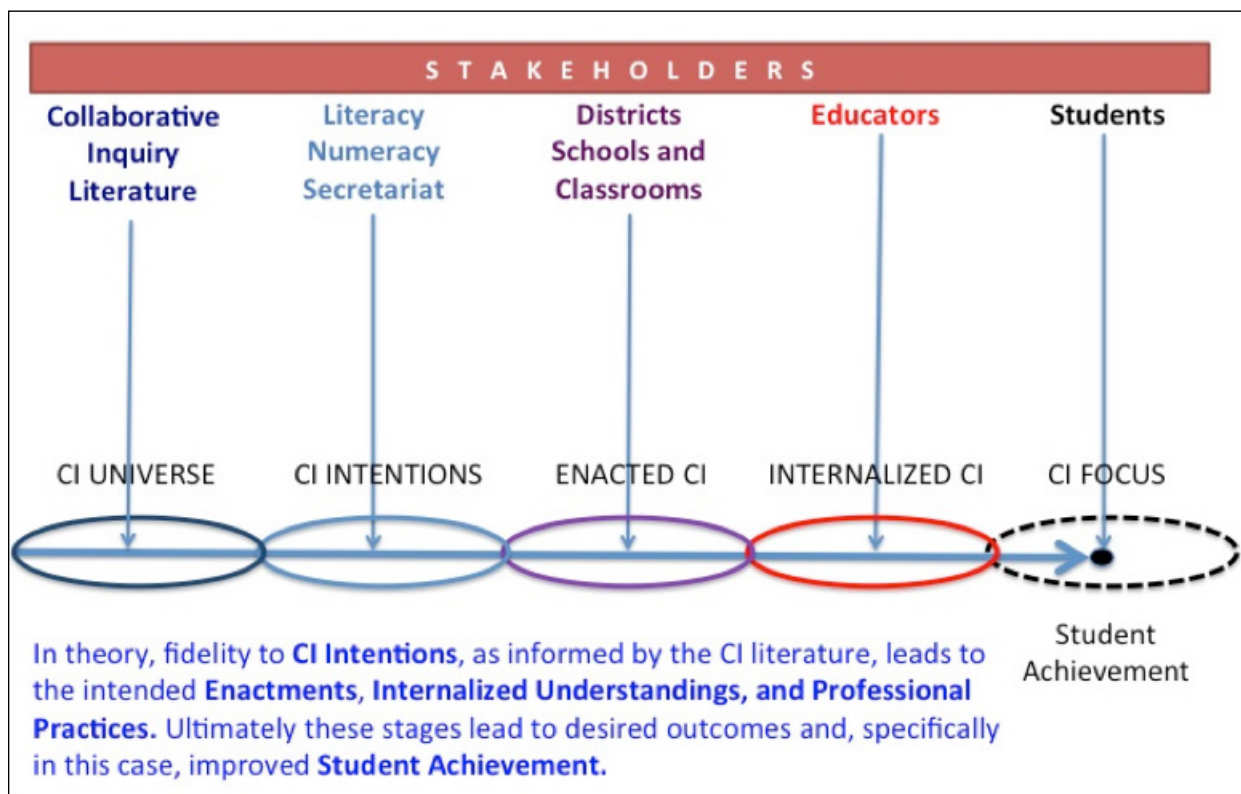 S T A K E H O L D E R S
Collaborative
Inquiry
Literature
Literacy
Numeracy
Secretariat
Districts
Schools and
Classrooms
Educators
Students
CI UNIVERSE
CI INTENTIONS
ENACTED CI
INTERNALIZED CI
CI FOCUS
Student
Achievement
In theory, fidelity to CI Intentions, as informed by the CI literature, leads to
the intended Enactments, Internalized Understandings, and Professional
Practices. Ultimately these stages lead to desired outcomes and, specifically
in this case, improved Student Achievement.